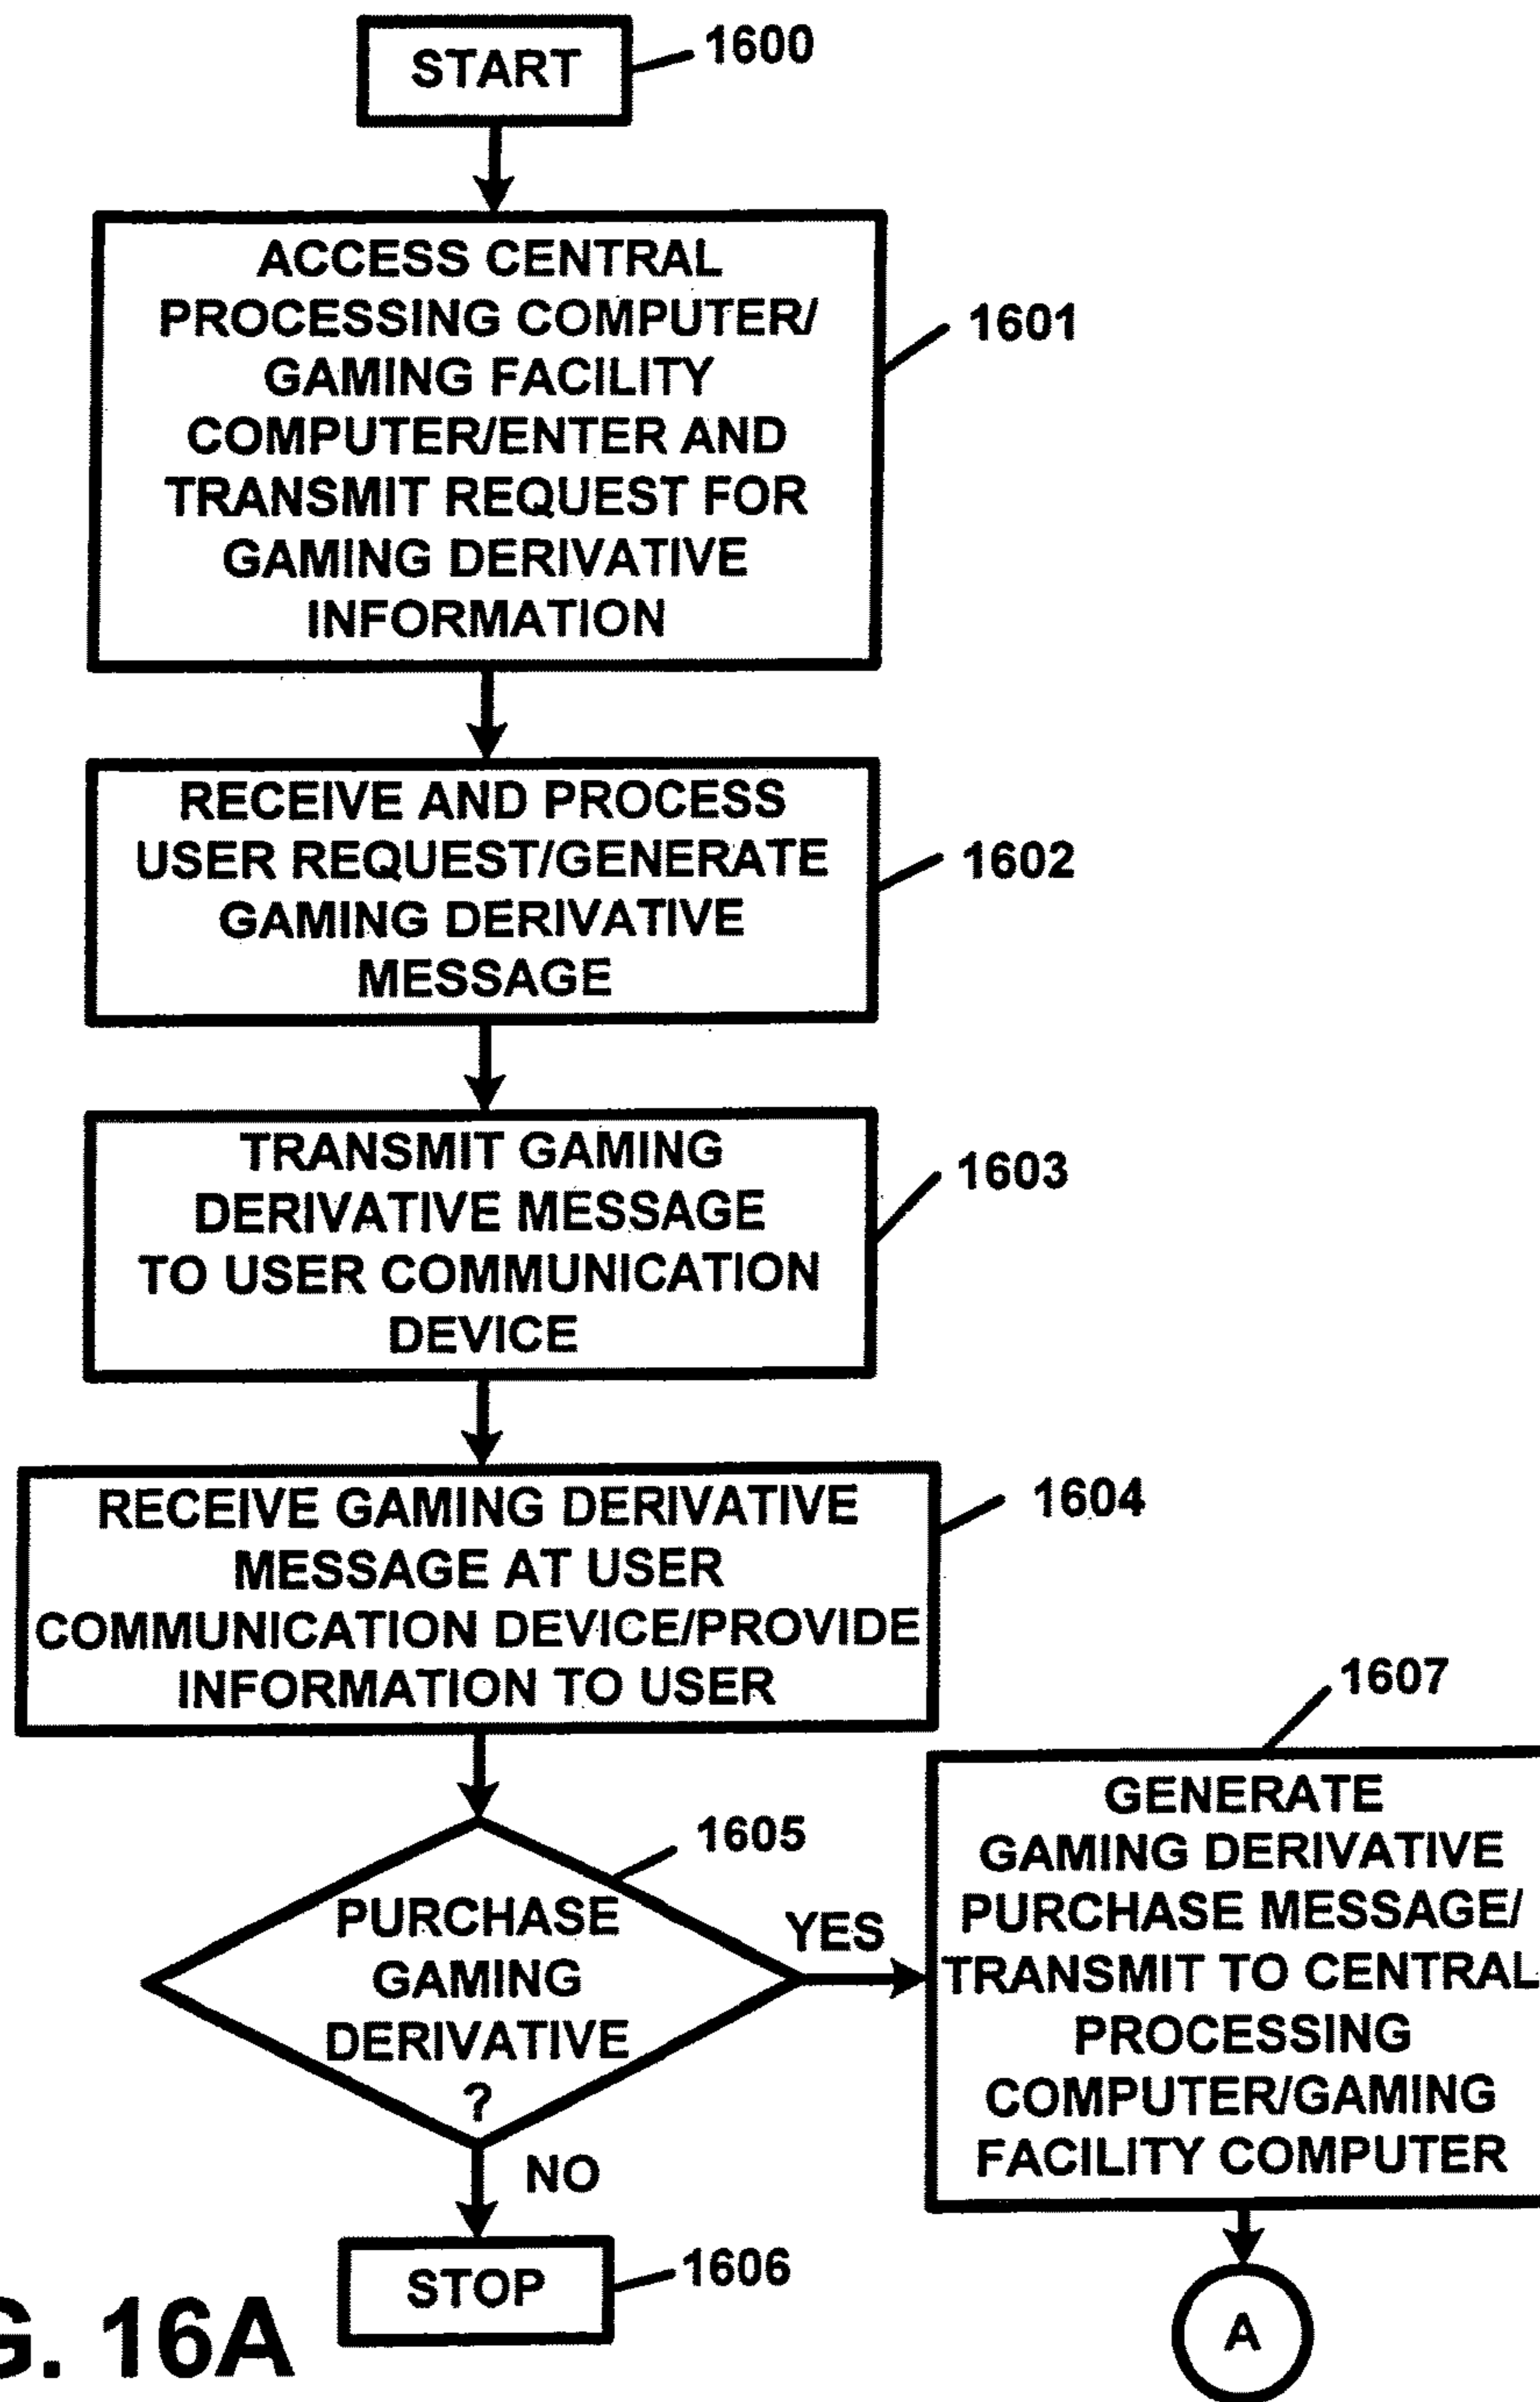 START
1600
ACCESS CENTRAL
PROCESSING COMPUTER/
GAMING FACILITY
COMPUTER/ENTER AND
TRANSMIT REQUEST FOR
GAMING DERIVATIVE
INFORMATION
1601
RECEIVE AND PROCESS
USER REQUEST/GENERATE
GAMING DERIVATIVE
MESSAGE
1602
TRANSMIT GAMING
DERIVATIVE MESSAGE
TO USER COMMUNICATION
DEVICE
1603
RECEIVE GAMING DERIVATIVE
MESSAGE AT USER
COMMUNICATION DEVICE/PROVIDE
INFORMATION TO USER
1604
PURCHASE
GAMING
DERIVATIVE
?
1605
YES
NO
STOP
1606
1607
GENERATE
GAMING DERIVATIVE
PURCHASE MESSAGE/
TRANSMIT TO CENTRAL
PROCESSING
COMPUTER/GAMING
FACILITY COMPUTER
A
G. 16A